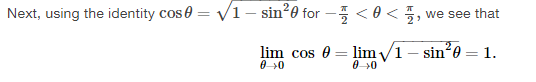 Next, using the identity cos θ = √(1 − sin²θ) for −π/2 < θ < π/2, we see that
lim θ→0 cos θ = lim θ→0 √(1 − sin²θ) = 1.